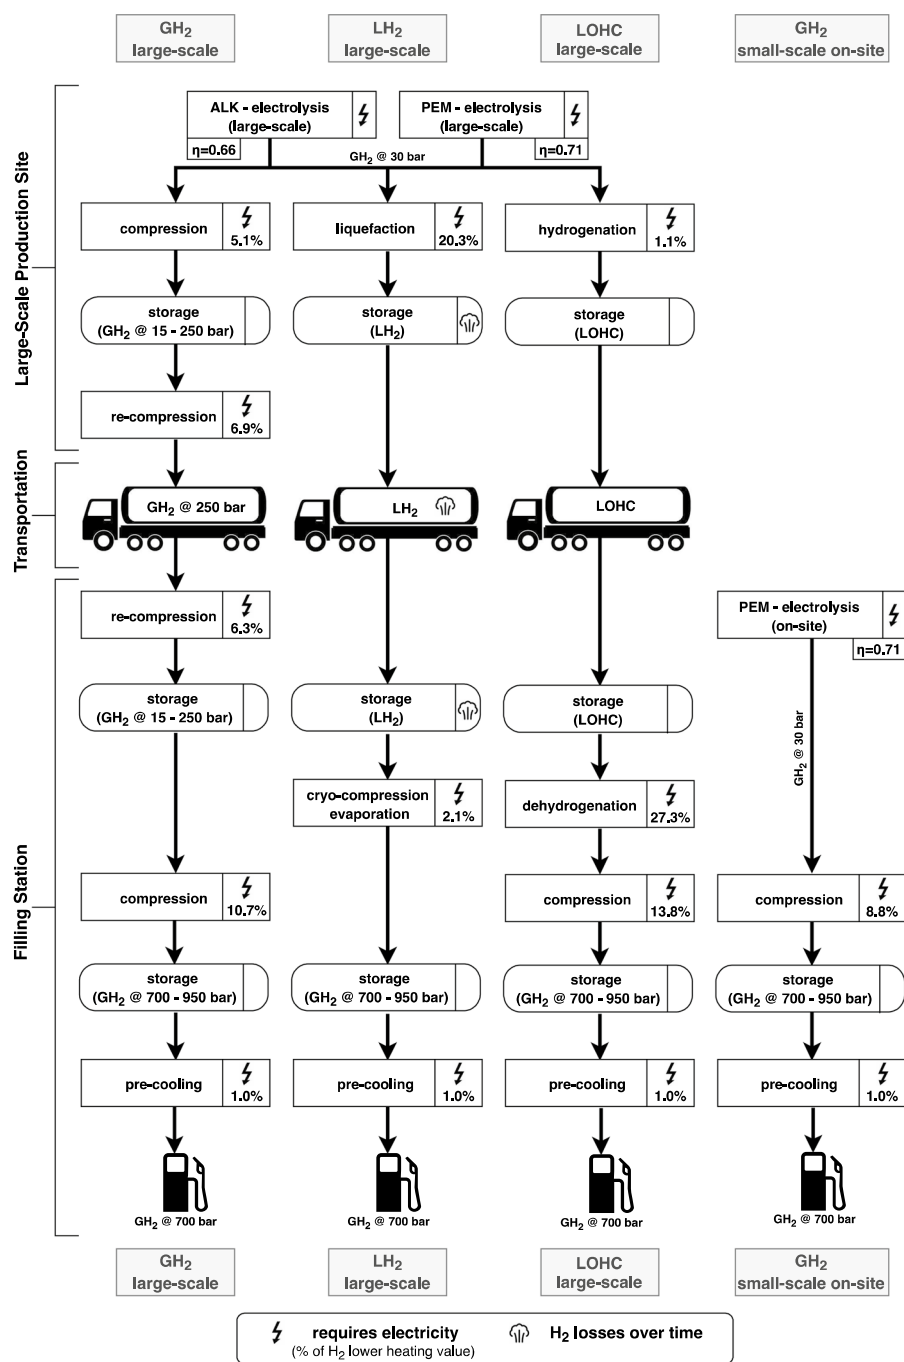 GH2
large-scale
LH2
large-scale
LOHC
large-scale
GH2
small-scale on-site
Large-Scale Production Site
ALK - electrolysis
(large-scale)
η=0.66
PEM - electrolysis
(large-scale)
η=0.71
GH2 @ 30 bar
compression
5.1%
liquefaction
20.3%
hydrogenation
1.1%
storage
(GH2 @ 15 - 250 bar)
storage
(LH2)
storage
(LOHC)
re-compression
6.9%
Transportation
GH2 @ 250 bar
LH2
LOHC
Filling Station
re-compression
6.3%
PEM - electrolysis
(on-site)
η=0.71
storage
(GH2 @ 15 - 250 bar)
storage
(LH2)
storage
(LOHC)
GH2 @ 30 bar
cryo-compression
evaporation
2.1%
dehydrogenation
27.3%
compression
10.7%
compression
13.8%
compression
8.8%
storage
(GH2 @ 700 - 950 bar)
storage
(GH2 @ 700 - 950 bar)
storage
(GH2 @ 700 - 950 bar)
storage
(GH2 @ 700 - 950 bar)
pre-cooling
1.0%
pre-cooling
1.0%
pre-cooling
1.0%
pre-cooling
1.0%
GH2 @ 700 bar
GH2 @ 700 bar
GH2 @ 700 bar
GH2 @ 700 bar
GH2
large-scale
LH2
large-scale
LOHC
large-scale
GH2
small-scale on-site
requires electricity
(% of H2 lower heating value)
H2 losses over time